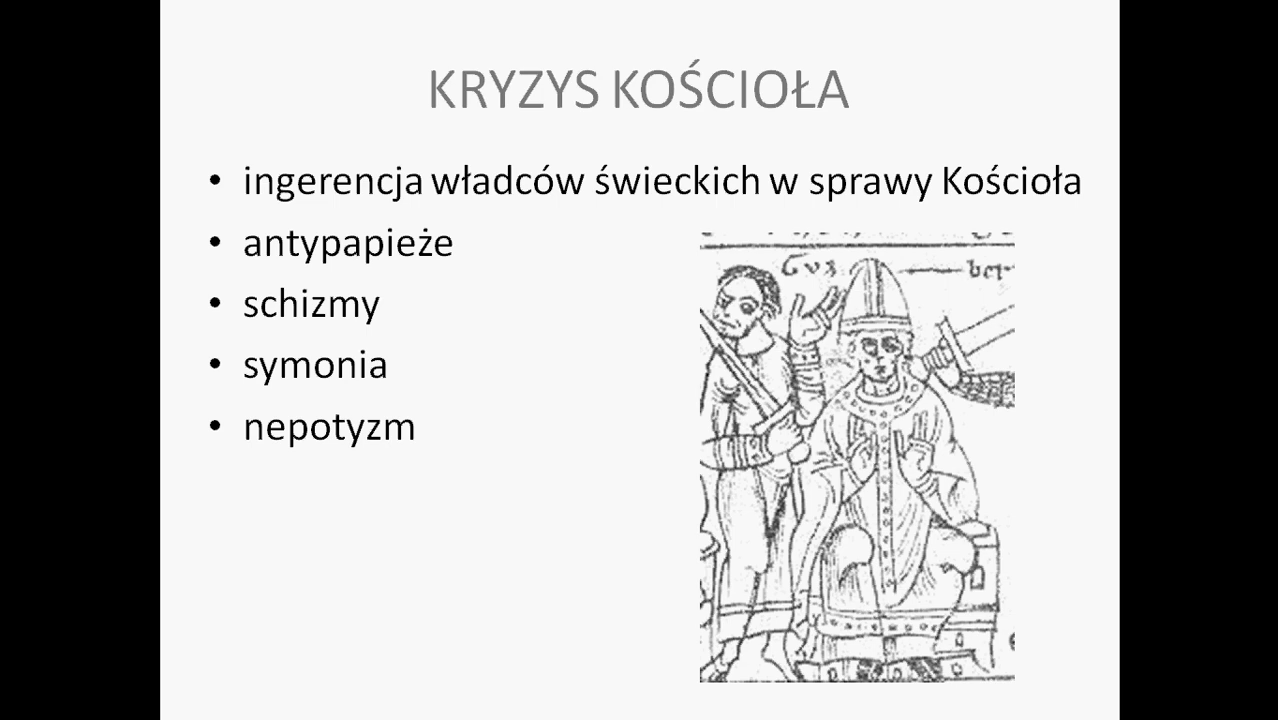 KRYZYS KOŚCIOŁA
• ingerencja władców świeckich w sprawy Kościoła
• antypapieże
• schizmy
• symonia
• nepotyzm